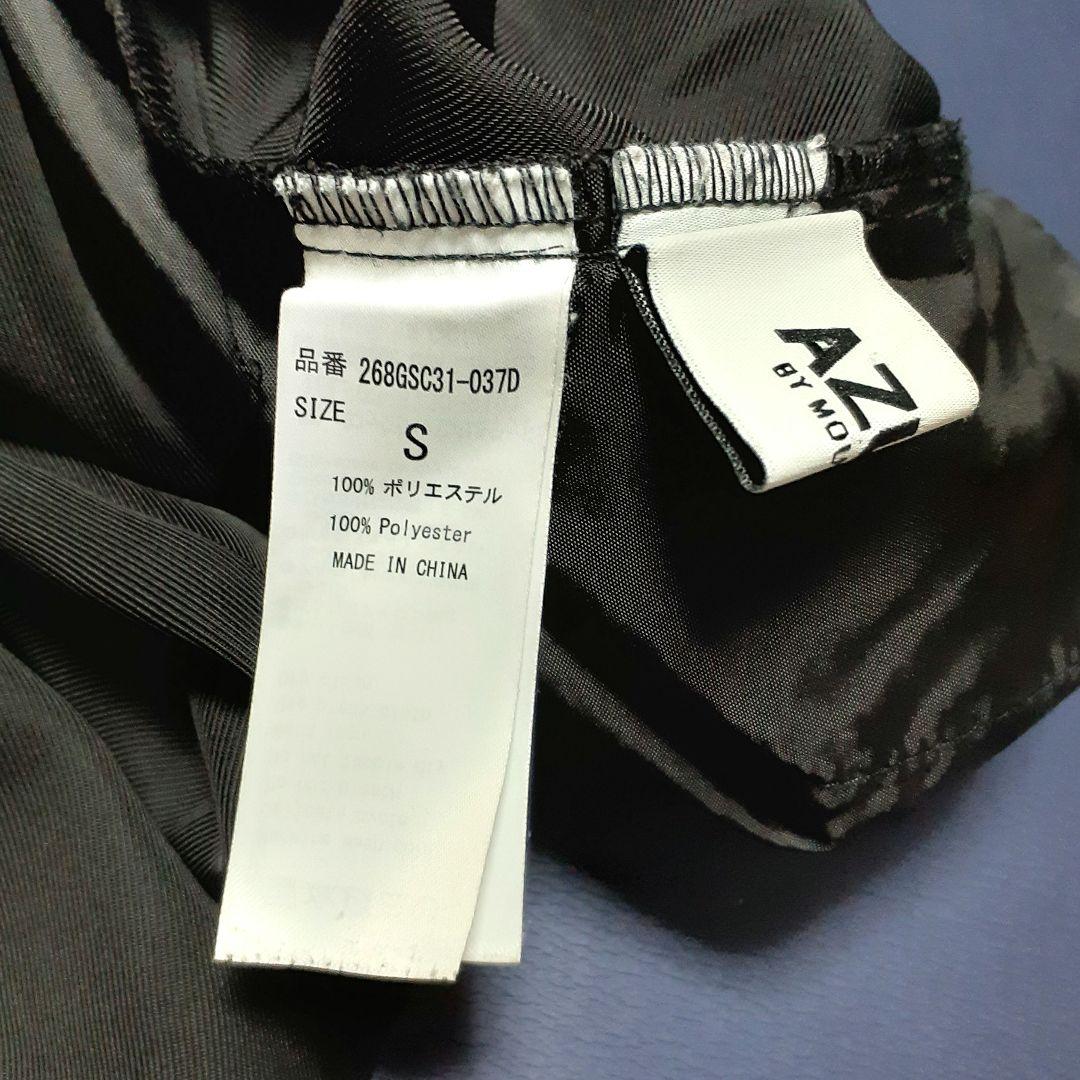 品番 268GSC31-037D
SIZE
S
100% ポリエステル
100% Polyester
MADE IN CHINA
AZ
BY MOU